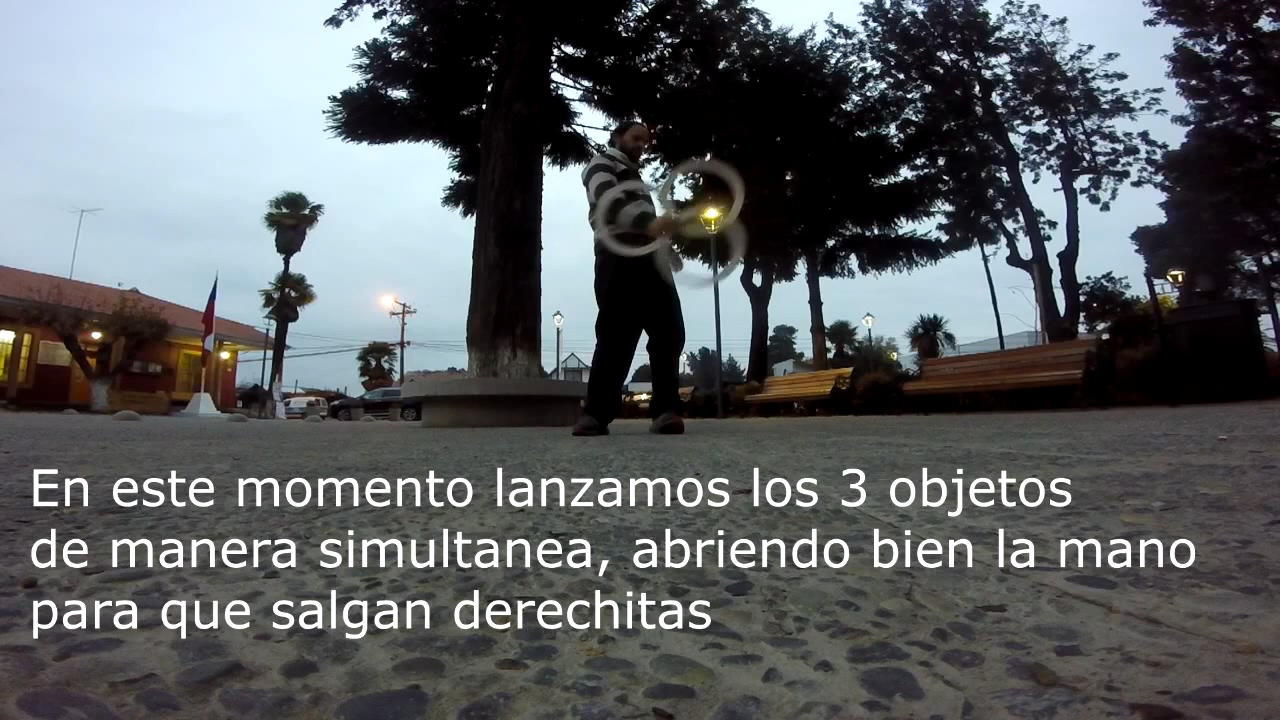 En este momento lanzamos los 3 objetos
de manera simultanea, abriendo bien la mano
para que salgan derechitas